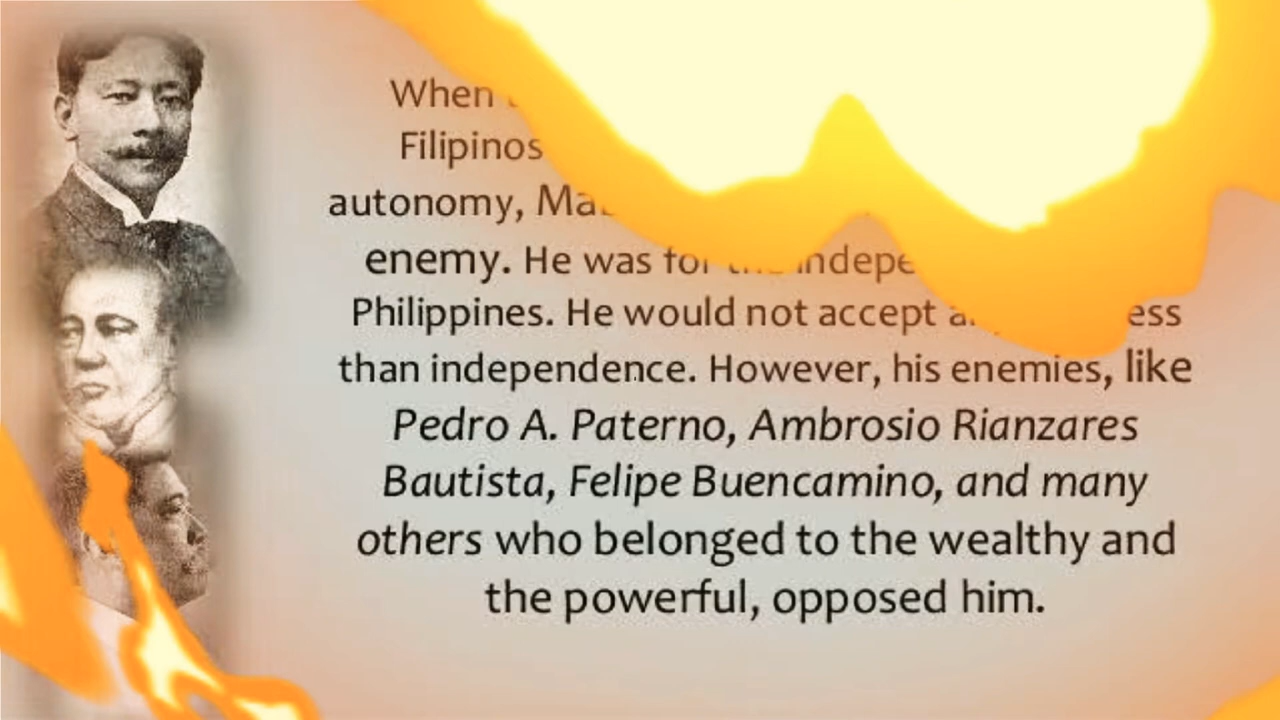 When
Filipinos
autonomy,
enemy. He was for
Philippines. He would not accept
than independence. However, his enemies, like
Pedro A. Paterno, Ambrosio Rianzares
Bautista, Felipe Buencamino, and many
others who belonged to the wealthy and
the powerful, opposed him.